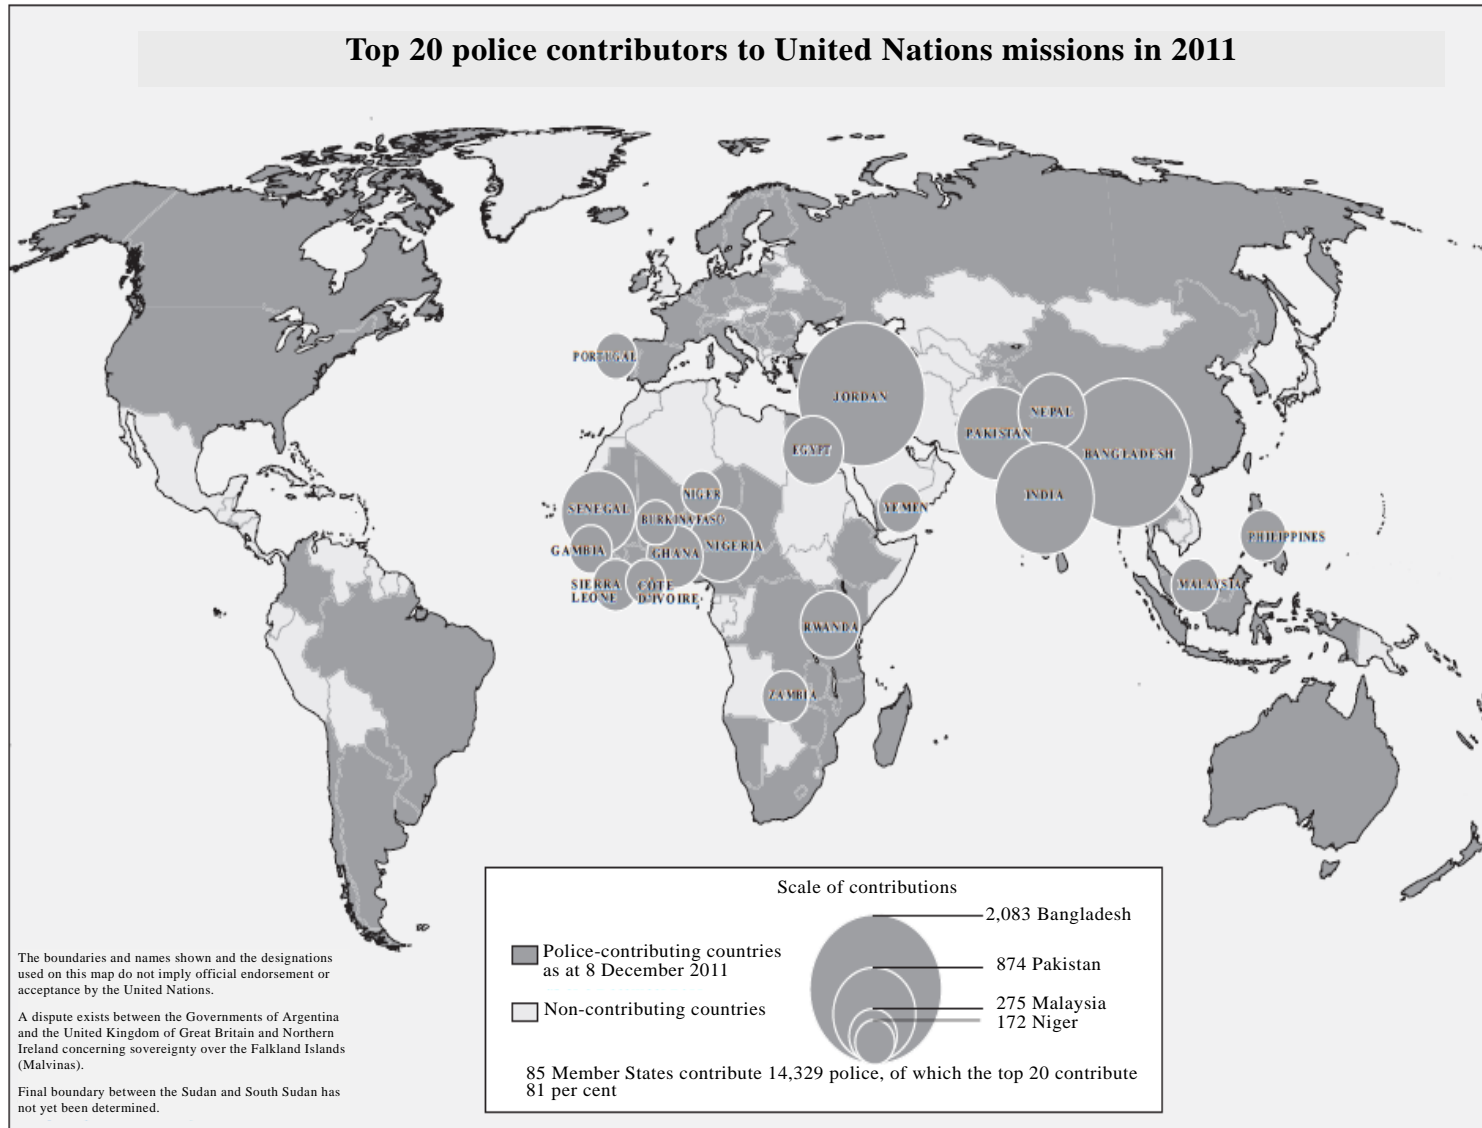 Top 20 police contributors to United Nations missions in 2011
PORTUGAL
JORDAN
NEPAL
PAKISTAN
BANGLADESH
EGYPT
INDIA
NIGER
SENEGAL
YEMEN
BURKINA FASO
PHILIPPINES
GAMBIA
GHANA
NIGERIA
SIERRA
LEONE
CÔTE
D'IVOIRE
MALAYSIA
RWANDA
ZAMBIA
Scale of contributions
2,083 Bangladesh
Police-contributing countries
as at 8 December 2011
874 Pakistan
Non-contributing countries
275 Malaysia
172 Niger
85 Member States contribute 14,329 police, of which the top 20 contribute
81 per cent
The boundaries and names shown and the designations
used on this map do not imply official endorsement or
acceptance by the United Nations.
A dispute exists between the Governments of Argentina
and the United Kingdom of Great Britain and Northern
Ireland concerning sovereignty over the Falkland Islands
(Malvinas).
Final boundary between the Sudan and South Sudan has
not yet been determined.